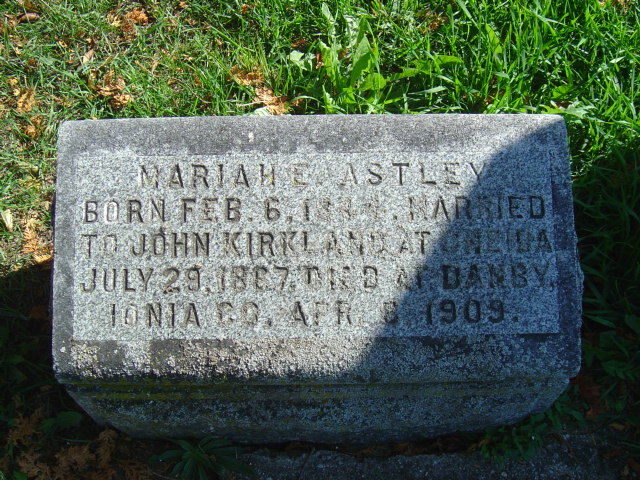 MARIAH E. ASTLEY
BORN FEB. 6, 1844, MARRIED
TO JOHN KIRKLAND, AT ONEIDA
JULY 29, 1867. DIED AT DANBY,
IONIA CO. APR. 1909.